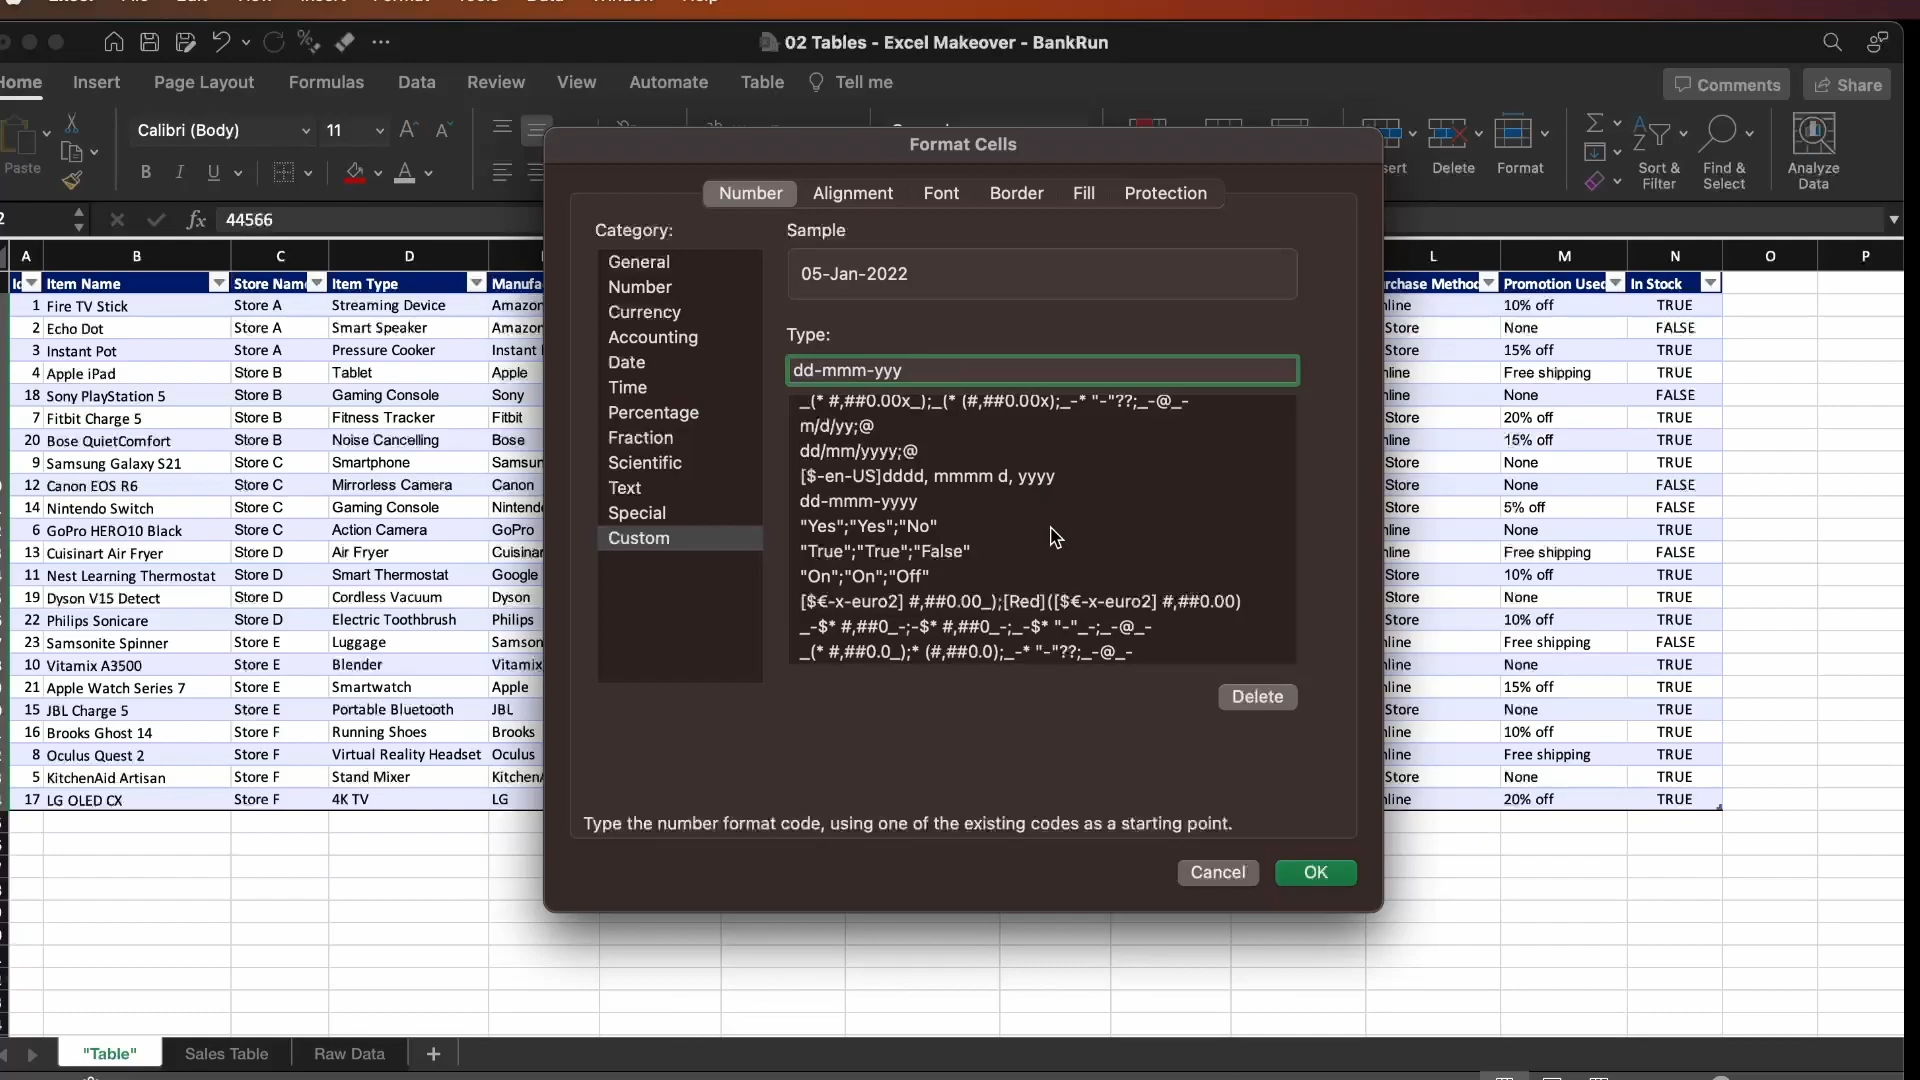 02 Tables - Excel Makeover - BankRun
Home Insert Page Layout Formulas Data Review View Automate Table Tell me Comments Share
Calibri (Body) 11
Paste Delete Format Sort & Filter Find & Select Analyze Data
44566
Format Cells
Number Alignment Font Border Fill Protection
Category:
General
Number
Currency
Accounting
Date
Time
Percentage
Fraction
Scientific
Text
Special
Custom
Sample
05-Jan-2022
Type:
dd-mmm-yyy
_(* #,##0.00x_);_(* (#,##0.00x);_-* "-"??;_-@_-
m/d/yy;@
dd/mm/yyyy;@
[$-en-US]dddd, mmmm d, yyyy
dd-mmm-yyyy
"Yes";"Yes";"No"
"True";"True";"False"
"On";"On";"Off"
[$€-x-euro2] #,##0.00_);[Red]([$€-x-euro2] #,##0.00)
_-$* #,##0_-;-$* #,##0_-;_-$* "-"_-;_-@_-
_(* #,##0.0_);* (#,##0.0);_-* "-"??;_-@_-
Delete
Type the number format code, using one of the existing codes as a starting point.
Cancel OK
A B C D L M N O P
Item Name Store Name Item Type Promotion Used In Stock
1 Fire TV Stick Store A Streaming Device Amazon 10% off TRUE
2 Echo Dot Store A Smart Speaker Amazon Store None FALSE
3 Instant Pot Store A Pressure Cooker Instant Store 15% off TRUE
4 Apple iPad Store B Tablet Apple Free shipping TRUE
18 Sony PlayStation 5 Store B Gaming Console Sony None FALSE
7 Fitbit Charge 5 Store B Fitness Tracker Fitbit Store 20% off TRUE
20 Bose QuietComfort Store B Noise Cancelling Bose 15% off TRUE
9 Samsung Galaxy S21 Store C Smartphone Store None TRUE
12 Canon EOS R6 Store C Mirrorless Camera Canon Store None FALSE
14 Nintendo Switch Store C Gaming Console Store 5% off FALSE
6 GoPro HERO10 Black Store C Action Camera GoPro None TRUE
13 Cuisinart Air Fryer Store D Air Fryer Free shipping FALSE
11 Nest Learning Thermostat Store D Smart Thermostat Google Store 10% off TRUE
19 Dyson V15 Detect Store D Cordless Vacuum Dyson Store None TRUE
22 Philips Sonicare Store D Electric Toothbrush Philips Store 10% off TRUE
23 Samsonite Spinner Store E Luggage Free shipping FALSE
10 Vitamix A3500 Store E Blender Vitamix None TRUE
21 Apple Watch Series 7 Store E Smartwatch Apple 15% off TRUE
15 JBL Charge 5 Store E Portable Bluetooth JBL Store None TRUE
16 Brooks Ghost 14 Store F Running Shoes Brooks 10% off TRUE
8 Oculus Quest 2 Store F Virtual Reality Headset Oculus Free shipping TRUE
5 KitchenAid Artisan Store F Stand Mixer Store None TRUE
17 LG OLED CX Store F 4K TV LG 20% off TRUE
"Table" Sales Table Raw Data